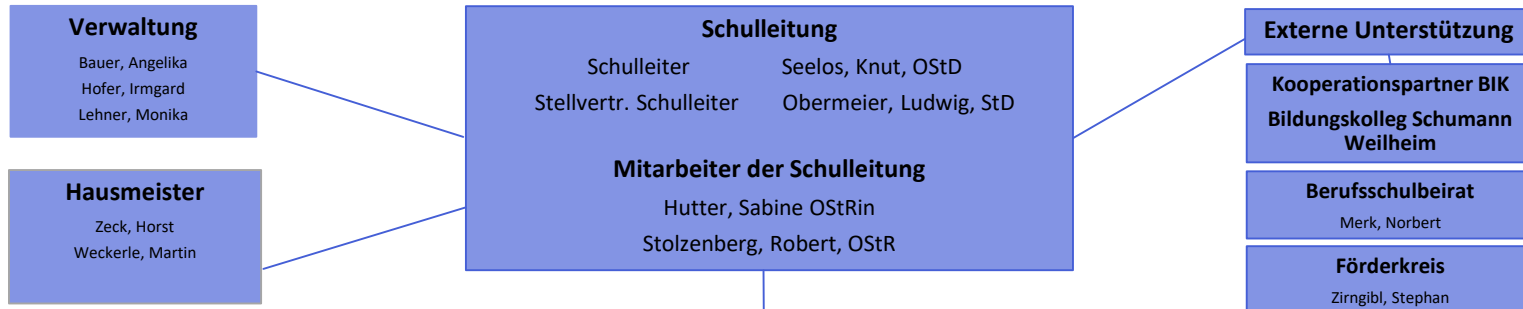 Verwaltung
Bauer, Angelika
Hofer, Irmgard
Lehner, Monika
Hausmeister
Zeck, Horst
Weckerle, Martin
Schulleitung
Schulleiter Seelos, Knut, OStD
Stellvertr. Schulleiter Obermeier, Ludwig, StD
Mitarbeiter der Schulleitung
Hutter, Sabine OStRin
Stolzenberg, Robert, OStR
Externe Unterstützung
Kooperationspartner BIK
Bildungskolleg Schumann
Weilheim
Berufsschulbeirat
Merk, Norbert
Förderkreis
Zirngibl, Stephan